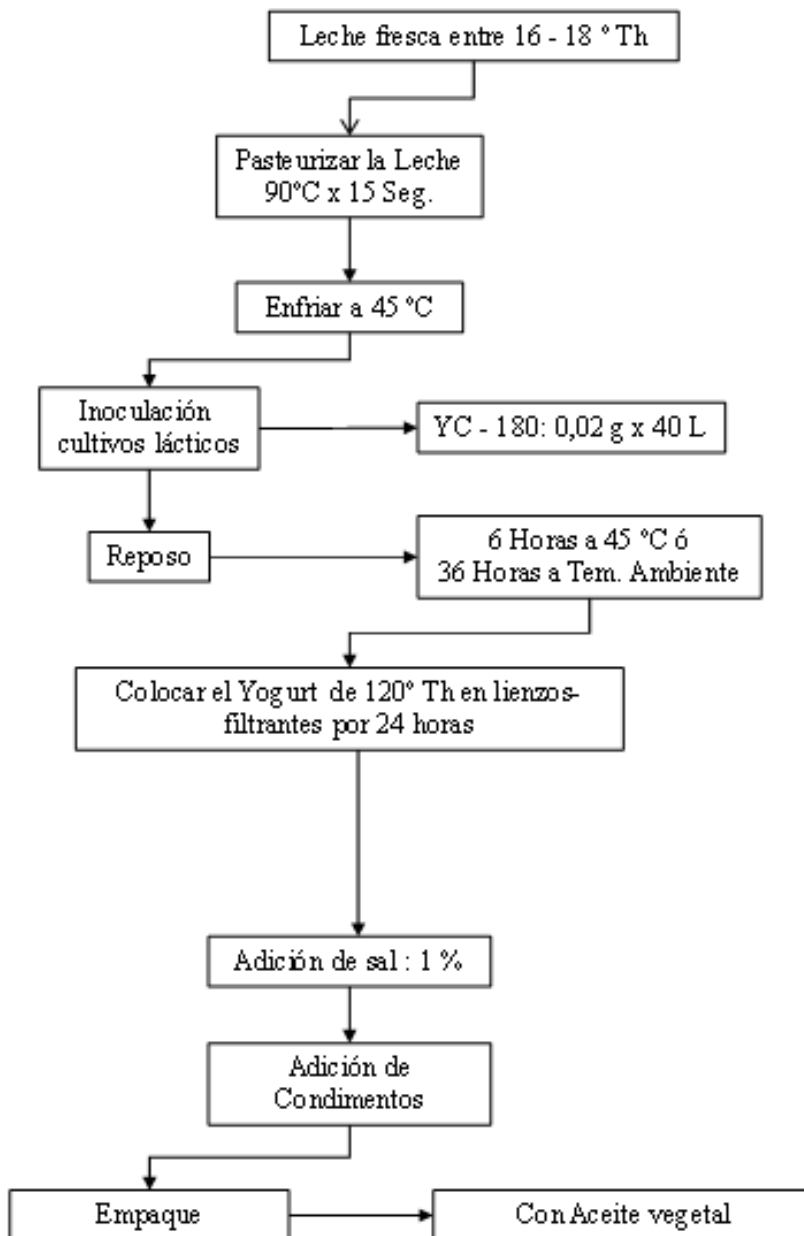 Leche fresca entre 16 - 18 ° Th
Pasteurizar la Leche
90°C x 15 Seg.
Enfriar a 45 °C
Inoculación
cultivos lácticos
YC - 180: 0,02 g x 40 L
Reposo
6 Horas a 45 °C ó
36 Horas a Tem. Ambiente
Colocar el Yogurt de 120° Th en lienzos-
filtrantes por 24 horas
Adición de sal : 1 %
Adición de
Condimentos
Empaque
Con Aceite vegetal